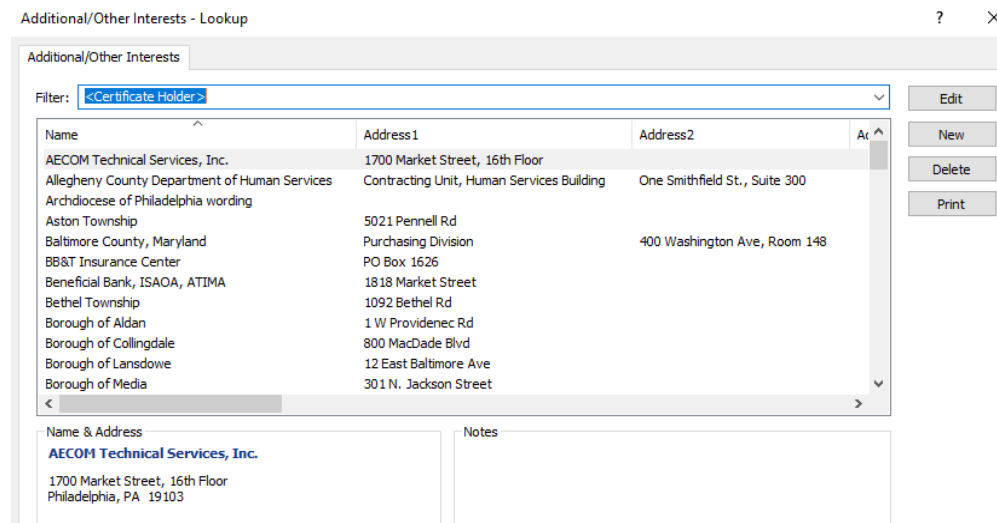 Additional/Other Interests - Lookup ? X
Additional/Other Interests
Filter: <Certificate Holder> Edit
Name Address1 Address2 New
AECOM Technical Services, Inc. 1700 Market Street, 16th Floor Delete
Allegheny County Department of Human Services Contracting Unit, Human Services Building One Smithfield St., Suite 300
Archdiocese of Philadelphia wording Print
Aston Township 5021 Pennell Rd
Baltimore County, Maryland Purchasing Division 400 Washington Ave, Room 148
BB&T Insurance Center PO Box 1626
Beneficial Bank, ISAOA, ATIMA 1818 Market Street
Bethel Township 1092 Bethel Rd
Borough of Aldan 1 W Providenec Rd
Borough of Collingdale 800 MacDade Blvd
Borough of Lansdowe 12 East Baltimore Ave
Borough of Media 301 N. Jackson Street
Name & Address Notes
AECOM Technical Services, Inc.
1700 Market Street, 16th Floor
Philadelphia, PA 19103